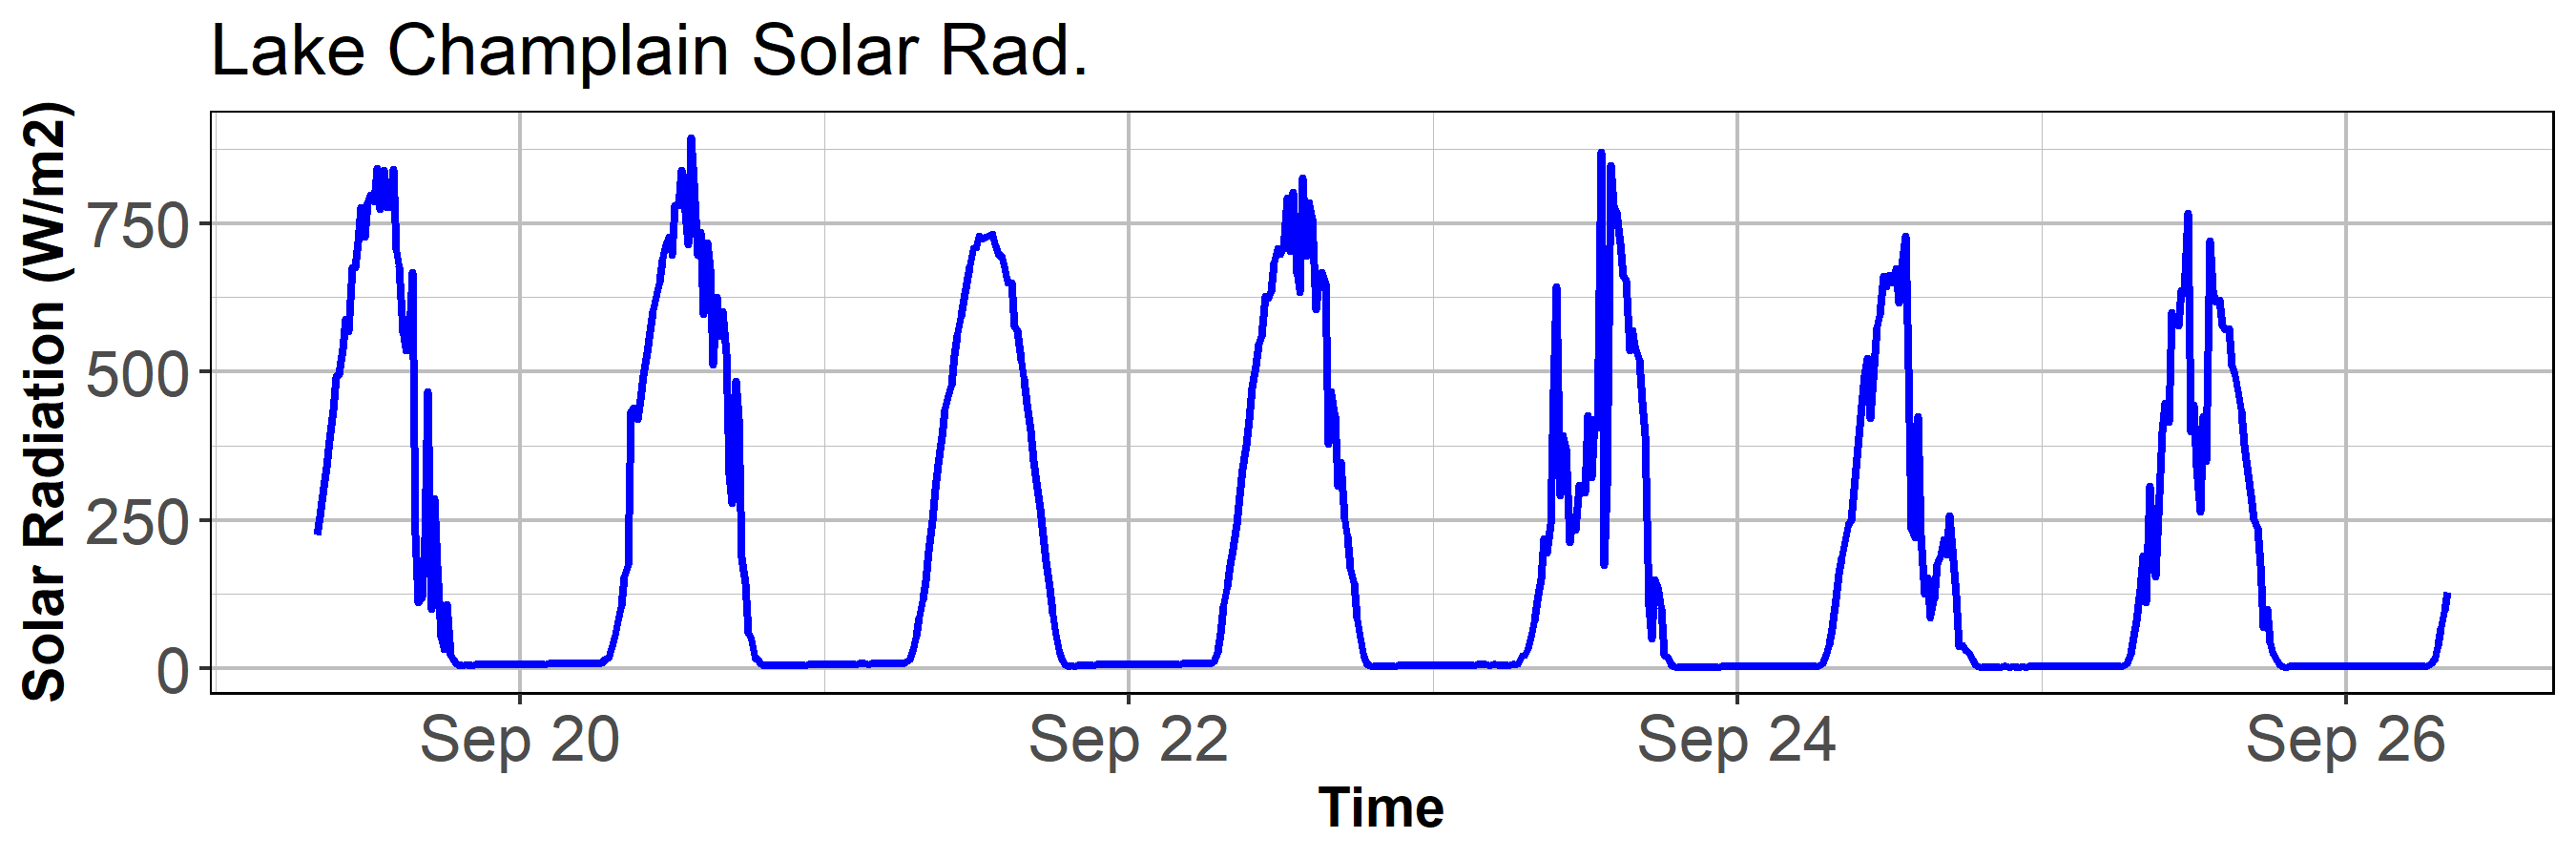 Lake Champlain Solar Rad.
Solar Radiation (W/m2)
750
500
250
0
Sep 20 Sep 22 Sep 24 Sep 26
Time